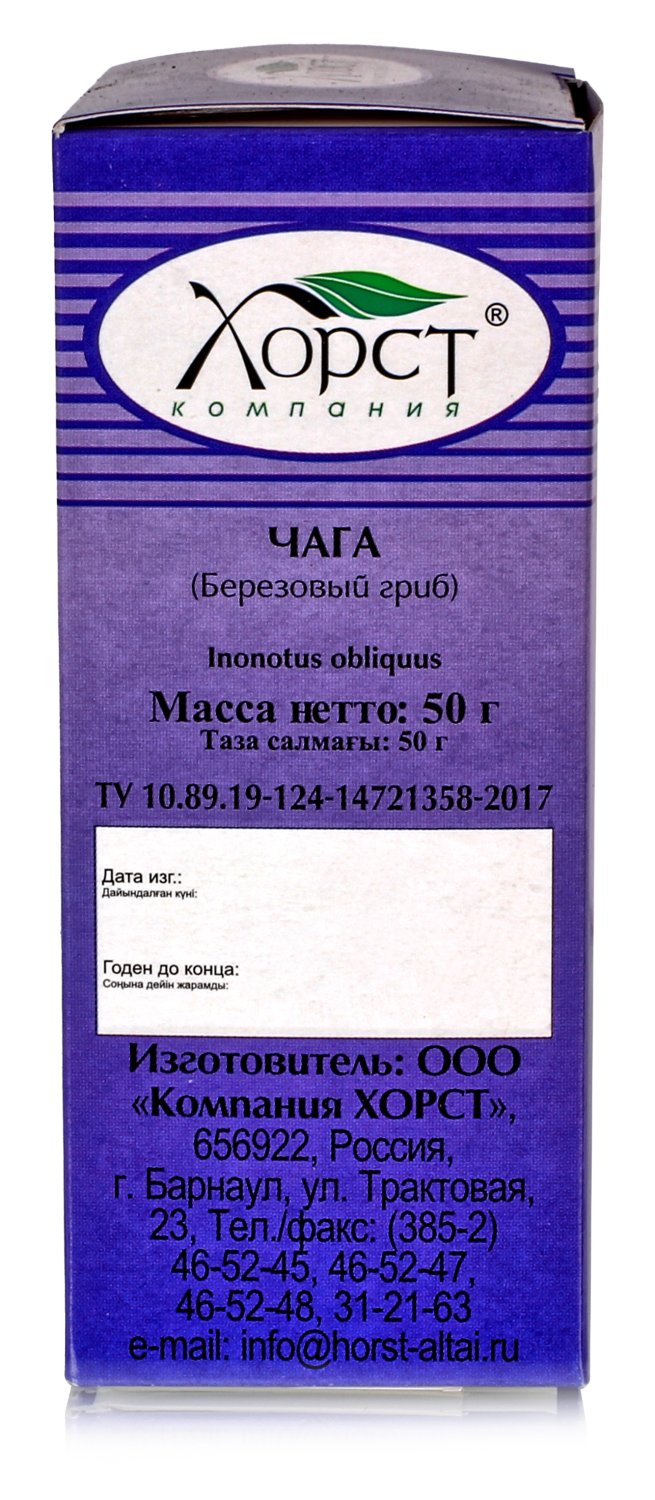 Хорст®
компания
ЧАГА
(Березовый гриб)
Inonotus obliquus
Масса нетто: 50 г
Таза салмағы: 50 г
ТУ 10.89.19-124-14721358-2017
Дата изг.:
Дайындалған күні:
Годен до конца:
Соңына дейін жарамды:
Изготовитель: ООО
«Компания ХОРСТ»,
656922, Россия,
г. Барнаул, ул. Трактовая,
23, Тел./факс: (385-2)
46-52-45, 46-52-47,
46-52-48, 31-21-63
e-mail: info@horst-altai.ru